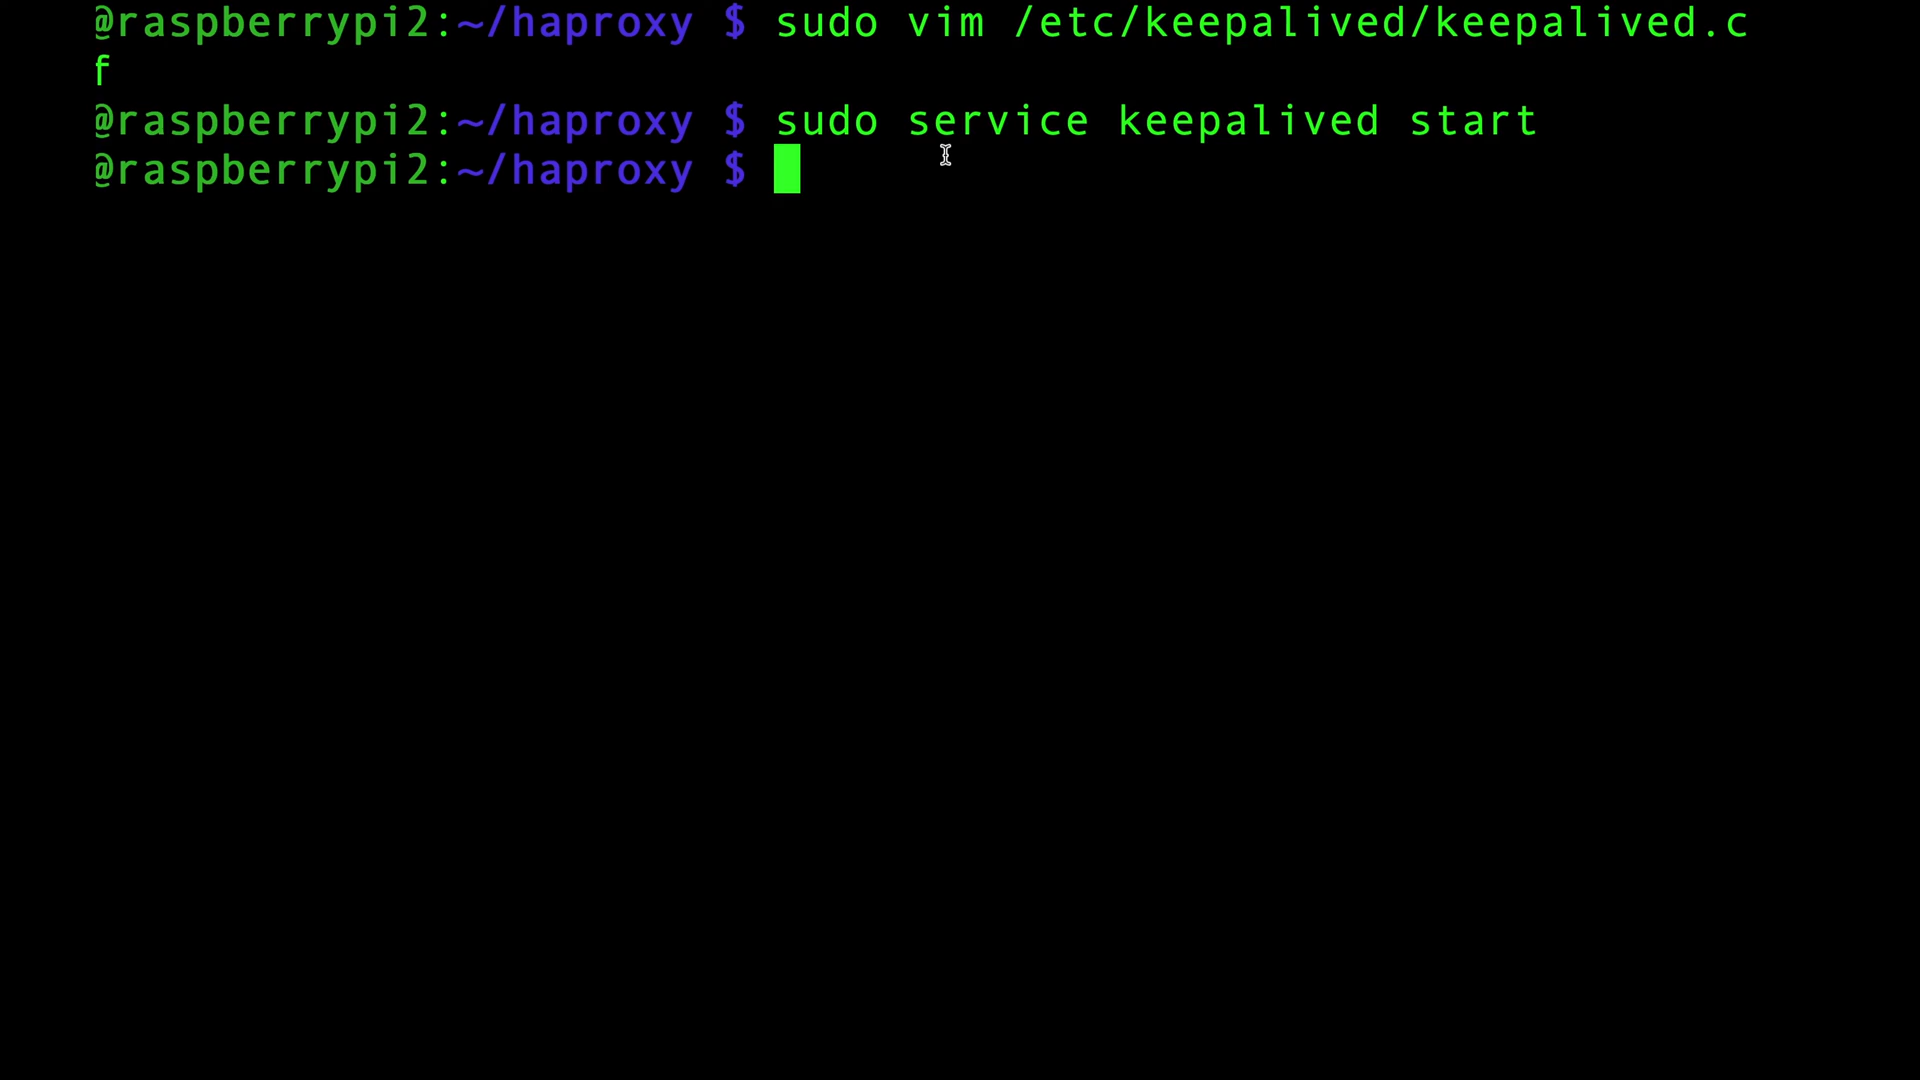 @raspberrypi2:~/haproxy $ sudo vim /etc/keepalived/keepalived.c
f
@raspberrypi2:~/haproxy $ sudo service keepalived start
@raspberrypi2:~/haproxy $